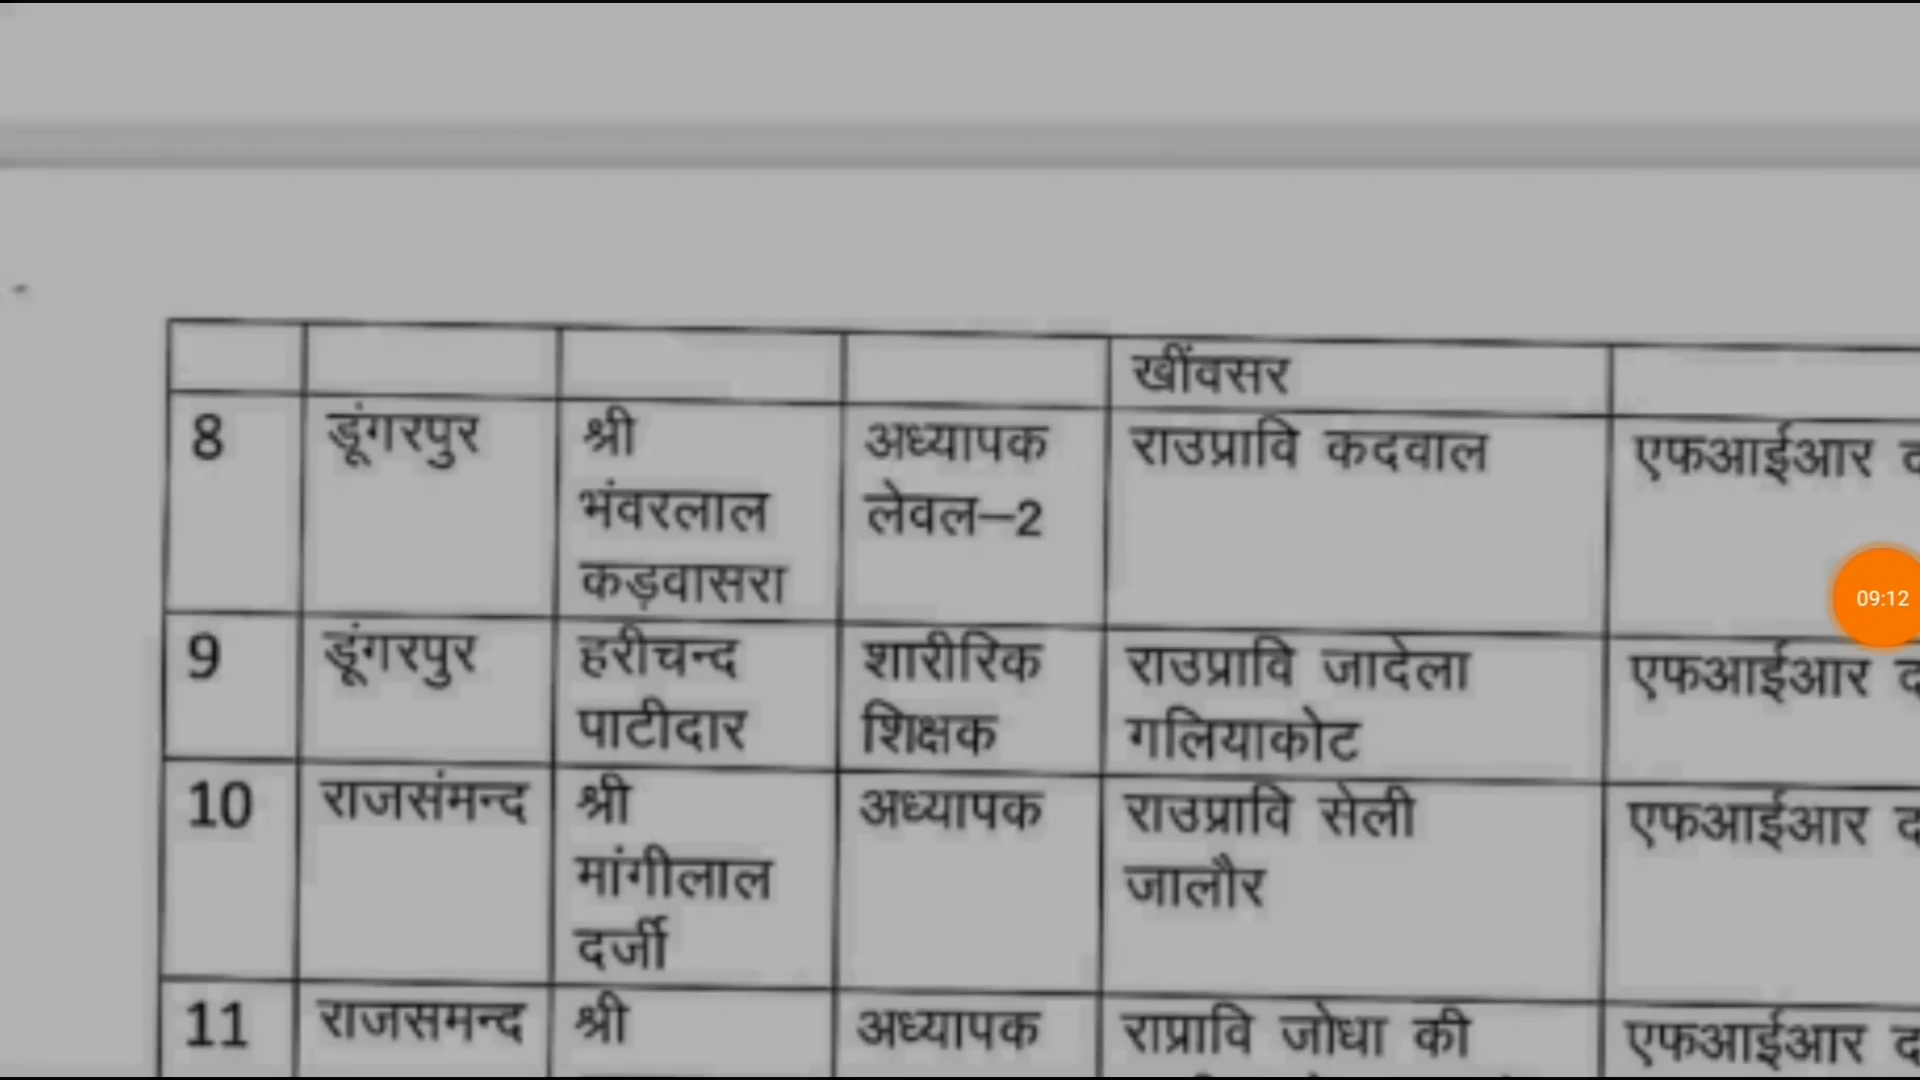 खींवसर
8 डूंगरपुर श्री अध्यापक राउप्रावि कदवाल एफआईआर
भंवरलाल लेवल–2
कड़वासरा
09:12
9 डूंगरपुर हरीचन्द शारीरिक राउप्रावि जादेला एफआईआर
पाटीदार शिक्षक गलियाकोट
10 राजसंमन्द श्री अध्यापक राउप्रावि सेली एफआईआर
मांगीलाल जालौर
दर्जी
11 राजसमन्द श्री अध्यापक राप्रावि जोधा की एफआईआर